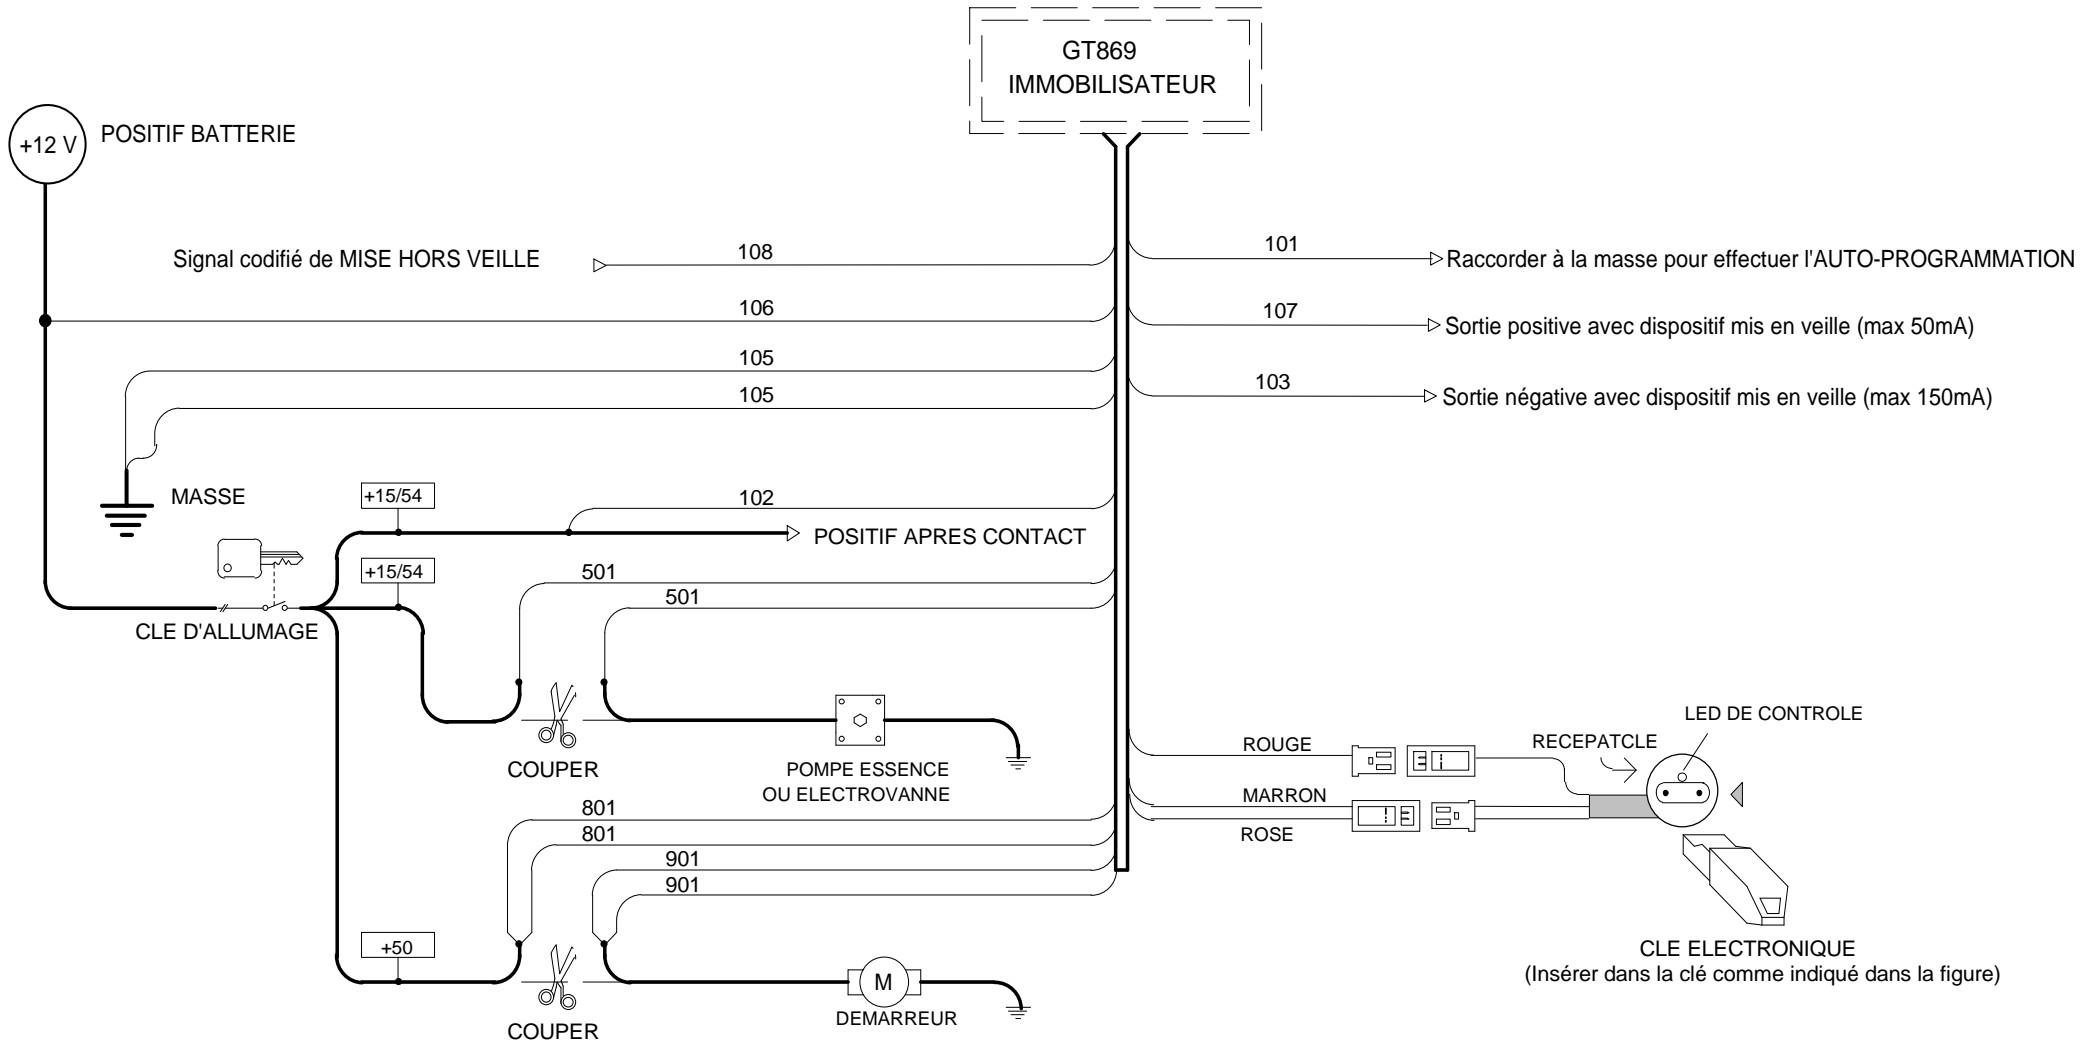 GT869
IMMOBILISATEUR
+12 V
POSITIF BATTERIE
Signal codifié de MISE HORS VEILLE
108
101
Raccorder à la masse pour effectuer l'AUTO-PROGRAMMATION
106
107
Sortie positive avec dispositif mis en veille (max 50mA)
105
105
103
Sortie négative avec dispositif mis en veille (max 150mA)
MASSE
+15/54
102
POSITIF APRES CONTACT
+15/54
501
501
CLE D'ALLUMAGE
COUPER
POMPE ESSENCE
OU ELECTROVANNE
LED DE CONTROLE
ROUGE
RECEPATCLE
MARRON
ROSE
801
801
901
901
+50
COUPER
M
DEMARREUR
CLE ELECTRONIQUE
(Insérer dans la clé comme indiqué dans la figure)